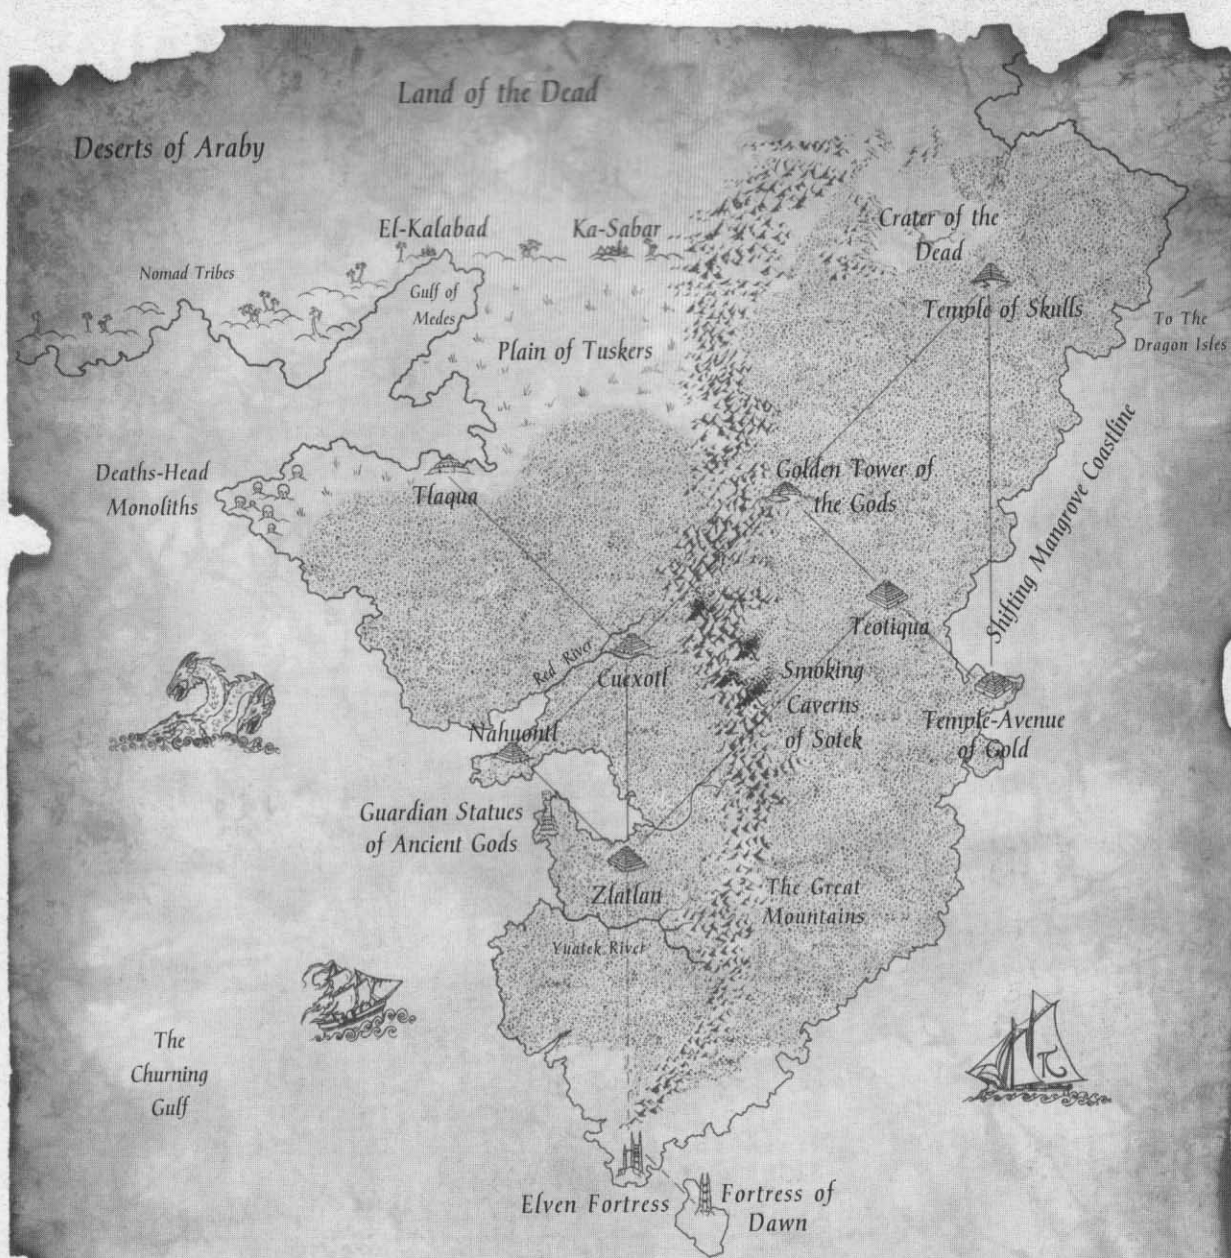 Land of the Dead
Deserts of Araby
El-Kalabad
Ka-Sabar
Crater of the
Dead
Nomad Tribes
Gulf of
Medes
Temple of Skulls
To The
Dragon Isles
Plain of Tuskers
Shifting Mangrove Coastline
Deaths-Head
Monoliths
Tlaqua
Golden Tower of
the Gods
Teotiqua
Red River
Cuexotl
Smoking
Caverns
of Sotek
Temple-Avenue
of Gold
Nahuontl
Guardian Statues
of Ancient Gods
Zlatlan
The Great
Mountains
Yuatek River
The
Churning
Gulf
Elven Fortress
Fortress of
Dawn